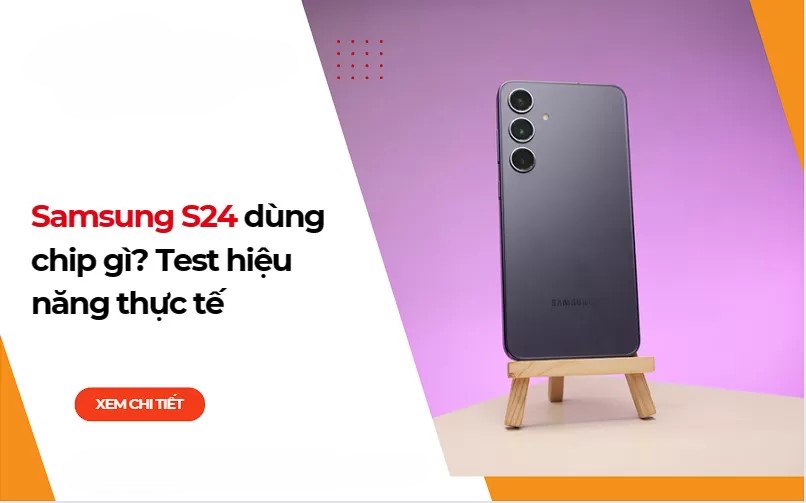 Samsung S24 dùng
chip gì? Test hiệu
năng thực tế
XEM CHI TIẾT
SAMSUNG